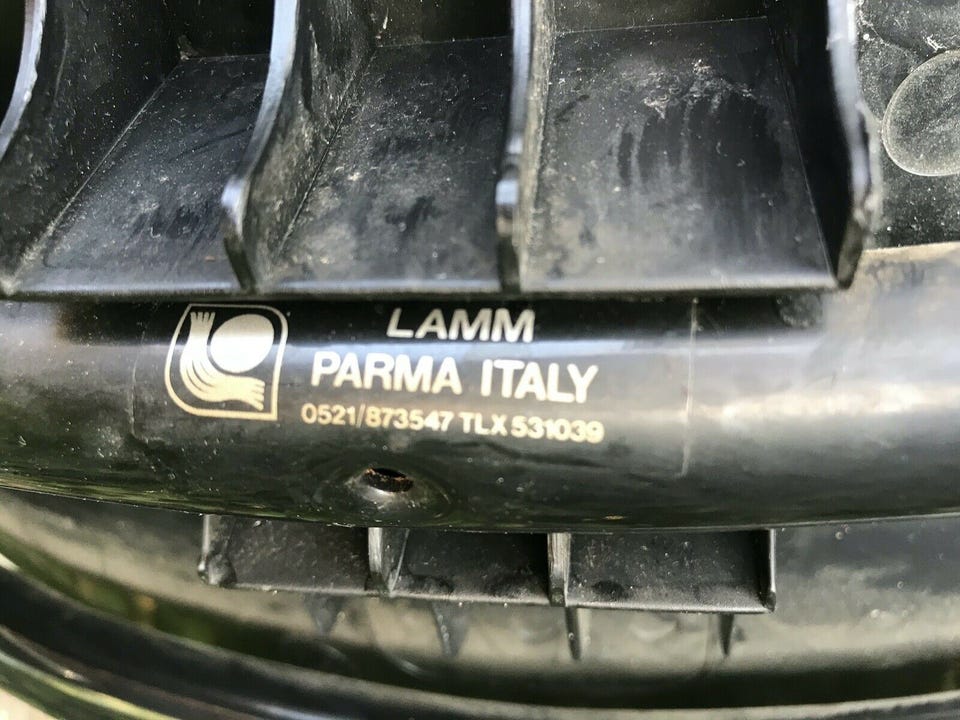 LAMM
PARMA ITALY
0521/873547 TLX 531039